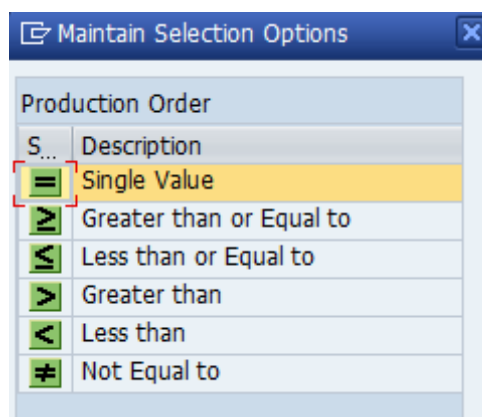 Maintain Selection Options
Production Order
S... Description
= Single Value
≥ Greater than or Equal to
≤ Less than or Equal to
> Greater than
< Less than
≠ Not Equal to